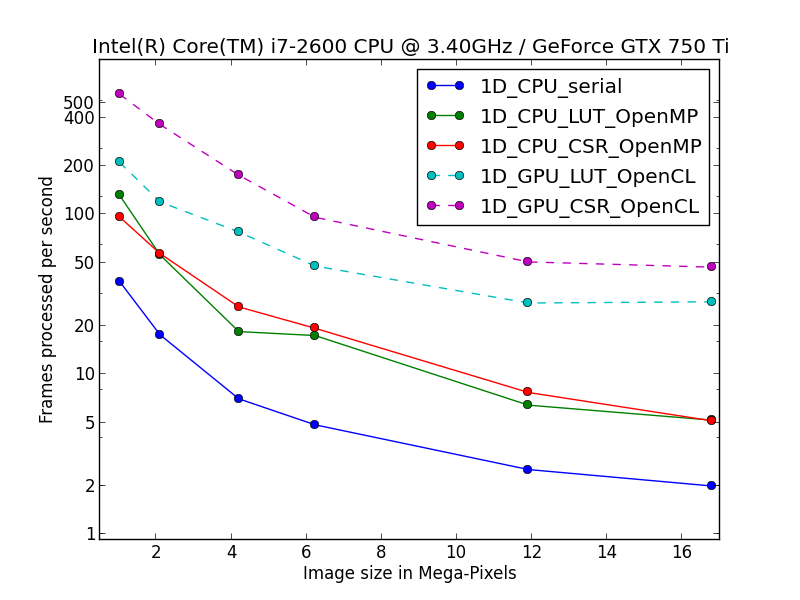 Intel(R) Core(TM) i7-2600 CPU @ 3.40GHz / GeForce GTX 750 Ti
1D_CPU_serial
1D_CPU_LUT_OpenMP
1D_CPU_CSR_OpenMP
1D_GPU_LUT_OpenCL
1D_GPU_CSR_OpenCL
Frames processed per second
500
400
200
100
50
20
10
5
2
1
2 4 6 8 10 12 14 16
Image size in Mega-Pixels